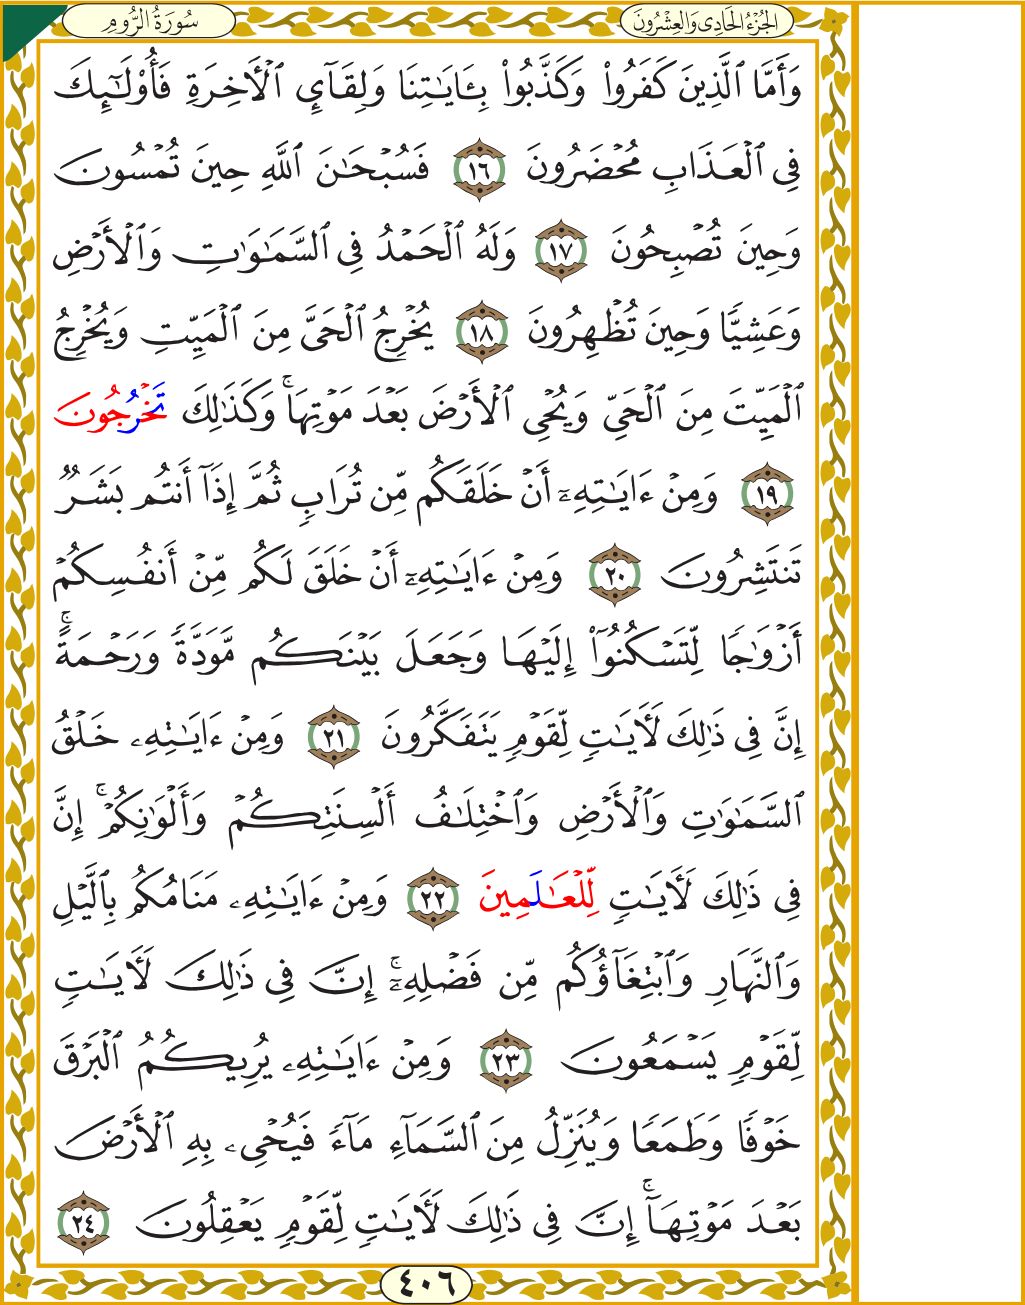 سُورَةُ الرُّومِ
الجُزْءُ الحَادِى وَالعِشْرُونَ
وَأَمَّا ٱلَّذِينَ كَفَرُوا۟ وَكَذَّبُوا۟ بِـَٔايَـٰتِنَا وَلِقَآئِ ٱلْـَٔاخِرَةِ فَأُو۟لَـٰٓئِكَ
فِى ٱلْعَذَابِ مُحْضَرُونَ ١٦ فَسُبْحَـٰنَ ٱللَّهِ حِينَ تُمْسُونَ
وَحِينَ تُصْبِحُونَ ١٧ وَلَهُ ٱلْحَمْدُ فِى ٱلسَّمَـٰوَٰتِ وَٱلْأَرْضِ
وَعَشِيًّا وَحِينَ تُظْهِرُونَ ١٨ يُخْرِجُ ٱلْحَىَّ مِنَ ٱلْمَيِّتِ وَيُخْرِجُ
ٱلْمَيِّتَ مِنَ ٱلْحَىِّ وَيُحْىِ ٱلْأَرْضَ بَعْدَ مَوْتِهَا ۚ وَكَذَٰلِكَ تَخْرُجُونَ
١٩ وَمِنْ ءَايَـٰتِهِۦٓ أَنْ خَلَقَكُم مِّن تُرَابٍ ثُمَّ إِذَآ أَنتُم بَشَرٌ
تَنتَشِرُونَ ٢٠ وَمِنْ ءَايَـٰتِهِۦٓ أَنْ خَلَقَ لَكُم مِّنْ أَنفُسِكُمْ
أَزْوَٰجًا لِّتَسْكُنُوٓا۟ إِلَيْهَا وَجَعَلَ بَيْنَكُم مَّوَدَّةً وَرَحْمَةً ۚ
إِنَّ فِى ذَٰلِكَ لَـَٔايَـٰتٍ لِّقَوْمٍ يَتَفَكَّرُونَ ٢١ وَمِنْ ءَايَـٰتِهِۦ خَلْقُ
ٱلسَّمَـٰوَٰتِ وَٱلْأَرْضِ وَٱخْتِلَـٰفُ أَلْسِنَتِكُمْ وَأَلْوَٰنِكُمْ ۚ إِنَّ
فِى ذَٰلِكَ لَـَٔايَـٰتٍ لِّلْعَـٰلَمِينَ ٢٢ وَمِنْ ءَايَـٰتِهِۦ مَنَامُكُم بِٱلَّيْلِ
وَٱلنَّهَارِ وَٱبْتِغَآؤُكُم مِّن فَضْلِهِۦٓ ۚ إِنَّ فِى ذَٰلِكَ لَـَٔايَـٰتٍ
لِّقَوْمٍ يَسْمَعُونَ ٢٣ وَمِنْ ءَايَـٰتِهِۦ يُرِيكُمُ ٱلْبَرْقَ
خَوْفًا وَطَمَعًا وَيُنَزِّلُ مِنَ ٱلسَّمَآءِ مَآءً فَيُحْىِۦ بِهِ ٱلْأَرْضَ
بَعْدَ مَوْتِهَآ ۚ إِنَّ فِى ذَٰلِكَ لَـَٔايَـٰتٍ لِّقَوْمٍ يَعْقِلُونَ ٢٤
٤٠٦